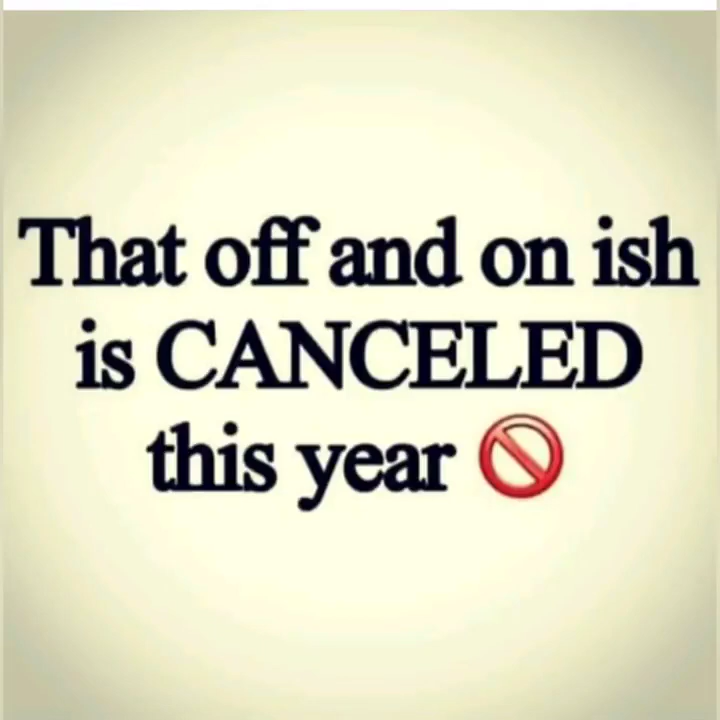 That off and on ish
is CANCELED
this year 🚫